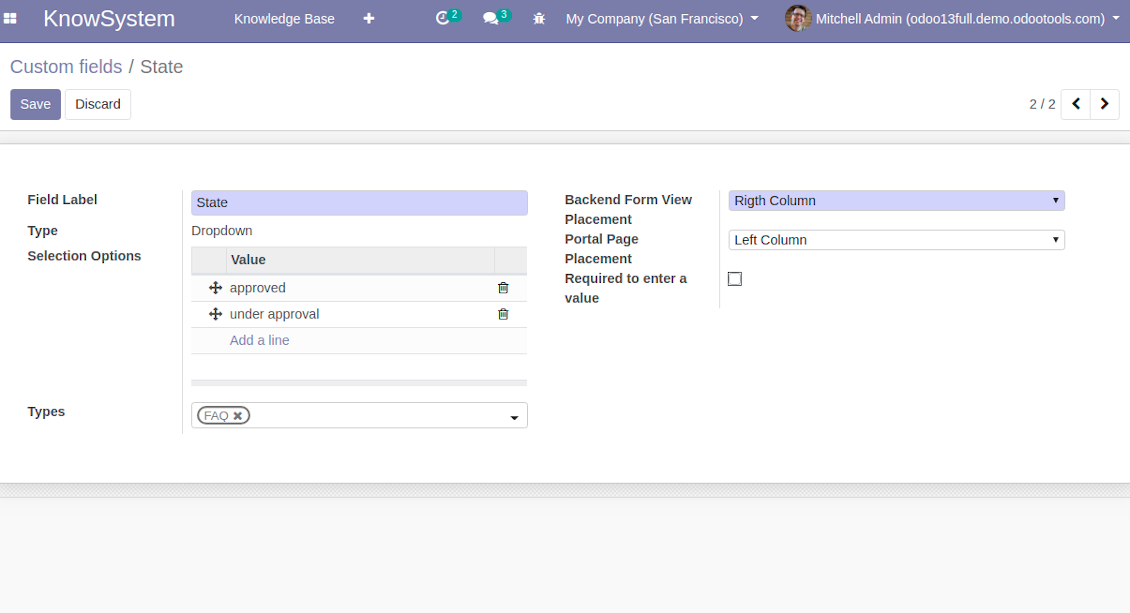 KnowSystem Knowledge Base 2 3 My Company (San Francisco) Mitchell Admin (odoo13full.demo.odootools.com)
Custom fields / State
Save Discard 2 / 2
Field Label State
Type Dropdown
Selection Options Value
approved
under approval
Add a line
Types FAQ
Backend Form View
Placement Rigth Column
Portal Page
Placement Left Column
Required to enter a
value